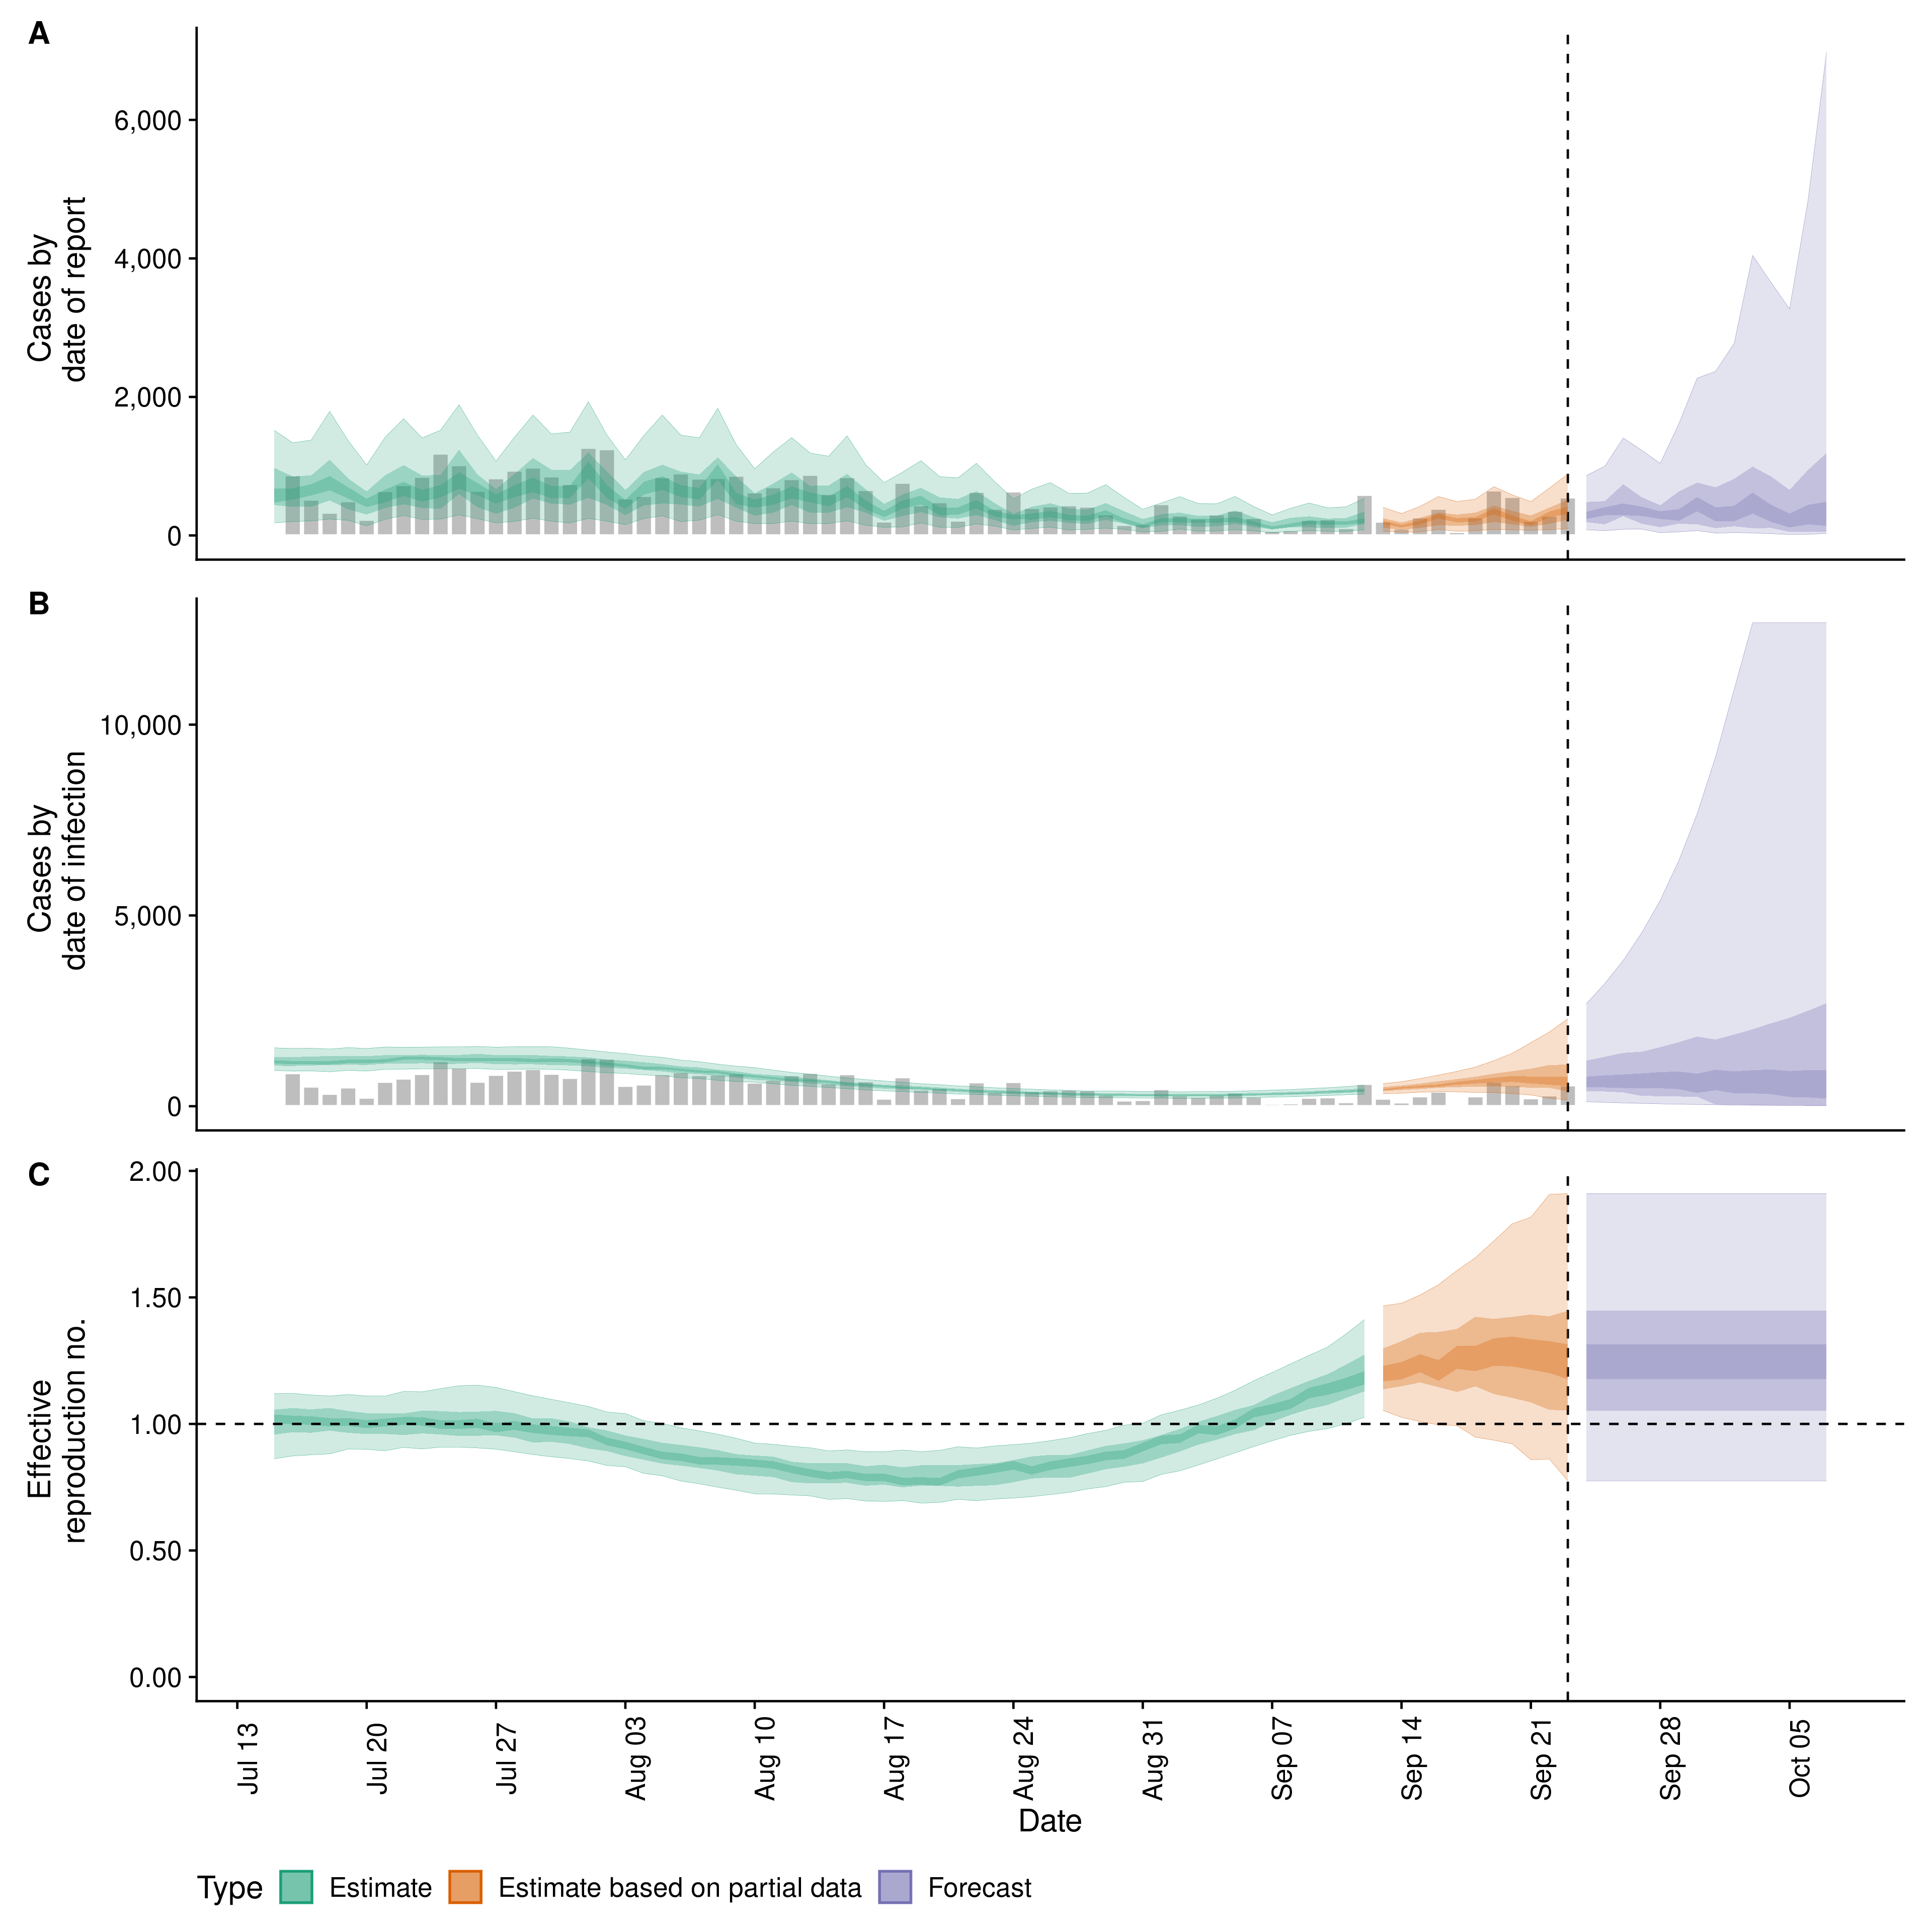 A
Cases by
date of report
6,000
4,000
2,000
0
B
Cases by
date of infection
10,000
5,000
0
C
Effective
reproduction no.
2.00
1.50
1.00
0.50
0.00
Jul 13
Jul 20
Jul 27
Aug 03
Aug 10
Aug 17
Aug 24
Aug 31
Sep 07
Sep 14
Sep 21
Sep 28
Oct 05
Date
Type Estimate Estimate based on partial data Forecast